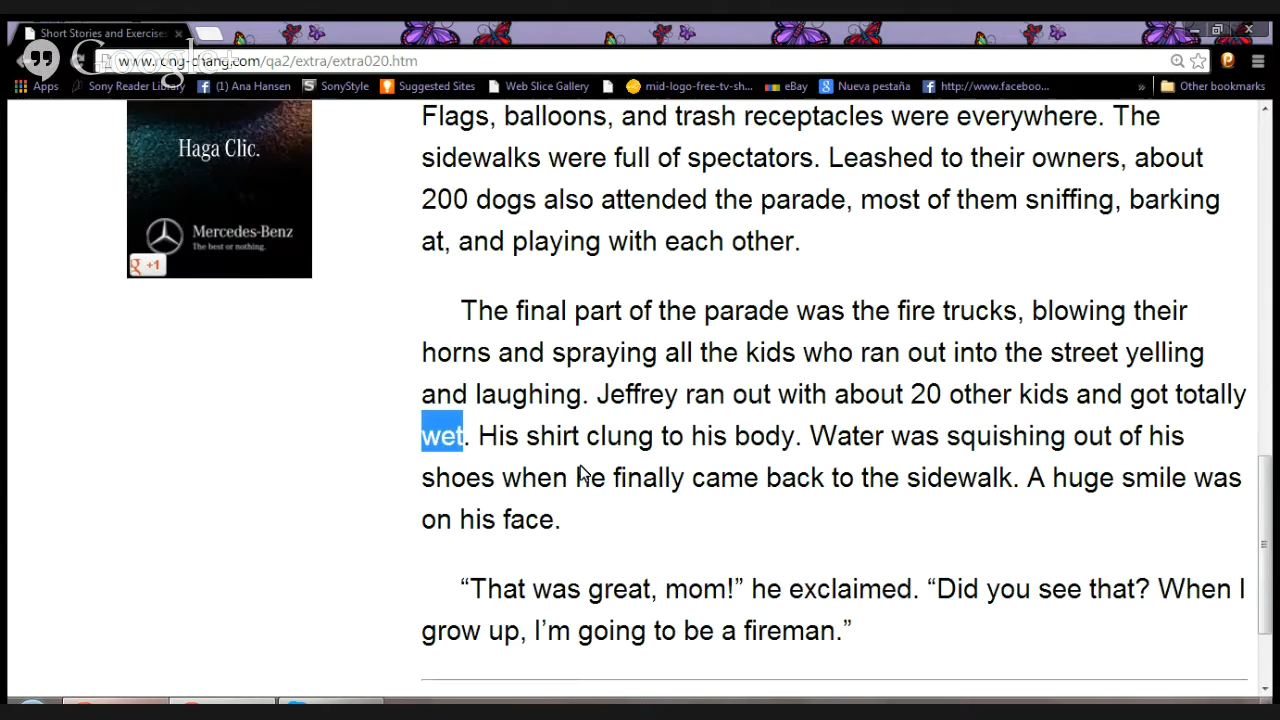 Short Stories and Exercises
Google+
www.rong-chang.com/qa2/extra/extra020.htm
Apps
Sony Reader Library
(1) Ana Hansen
SonyStyle
Suggested Sites
Web Slice Gallery
mid-logo-free-tv-sh...
eBay
Nueva pestaña
http://www.faceboo...
» Other bookmarks
Haga Clic.
Mercedes-Benz
The best or nothing.
g +1
Flags, balloons, and trash receptacles were everywhere. The
sidewalks were full of spectators. Leashed to their owners, about
200 dogs also attended the parade, most of them sniffing, barking
at, and playing with each other.
The final part of the parade was the fire trucks, blowing their
horns and spraying all the kids who ran out into the street yelling
and laughing. Jeffrey ran out with about 20 other kids and got totally
wet. His shirt clung to his body. Water was squishing out of his
shoes when he finally came back to the sidewalk. A huge smile was
on his face.
“That was great, mom!” he exclaimed. “Did you see that? When I
grow up, I’m going to be a fireman.”